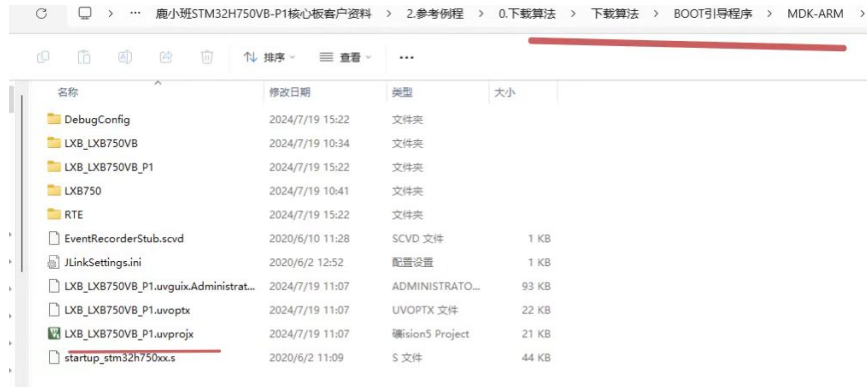 … 鹿小班STM32H750VB-P1核心板客户资料 > 2.参考例程 > 0.下载算法 > 下载算法 > BOOT引导程序 > MDK-ARM >
排序 查看 …
名称 修改日期 类型 大小
DebugConfig 2024/7/19 15:22 文件夹
LXB_LXB750VB 2024/7/19 10:34 文件夹
LXB_LXB750VB_P1 2024/7/19 15:22 文件夹
LXB750 2024/7/19 10:41 文件夹
RTE 2024/7/19 15:22 文件夹
EventRecorderStub.scvd 2020/6/10 11:28 SCVD 文件 1 KB
JLinkSettings.ini 2020/6/2 12:52 配置设置 1 KB
LXB_LXB750VB_P1.uvguix.Administrat... 2024/7/19 11:07 ADMINISTRATO... 93 KB
LXB_LXB750VB_P1.uvoptx 2024/7/19 11:07 UVOPTX 文件 22 KB
LXB_LXB750VB_P1.uvprojx 2024/7/19 11:07 礦ision5 Project 21 KB
startup_stm32h750xx.s 2020/6/2 11:09 S 文件 44 KB